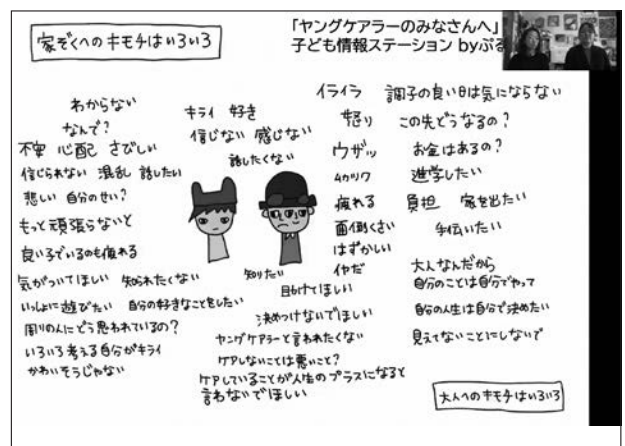 家ぞくへのキモチはいろいろ
「ヤングケアラーのみなさんへ」
子ども情報ステーション byぷる
わからない
なんで？
不安 心配 さびしい
信じられない 混乱 話したい
悲しい 自分のせい？
もっと頑張らないと
良い子でいるのも疲れる
気がついてほしい 知られたくない
いっしょに遊びたい 自分の好きなことをしたい
周りの人にどう思われているの？
いろいろ考える自分がキライ
かわいそうじゃない
キライ 好き
信じない 感じない
話したくない
知りたい
助けてほしい
決めつけないでほしい
ヤングケアラーと言われたくない
ケアしないことは悪いこと？
ケアしていることが人生のプラスになると
言わないでほしい
イライラ
怒り
ウザッ
ムカツク
疲れる
面倒くさい
はずかしい
イヤだ
調子の良い日は気にならない
この先どうなるの？
お金はあるの？
進学したい
負担 家を出たい
手伝いたい
大人なんだから
自分のことは自分でやって
自分の人生は自分で決めたい
見えてないことにしないで
大人へのキモチはいろいろ